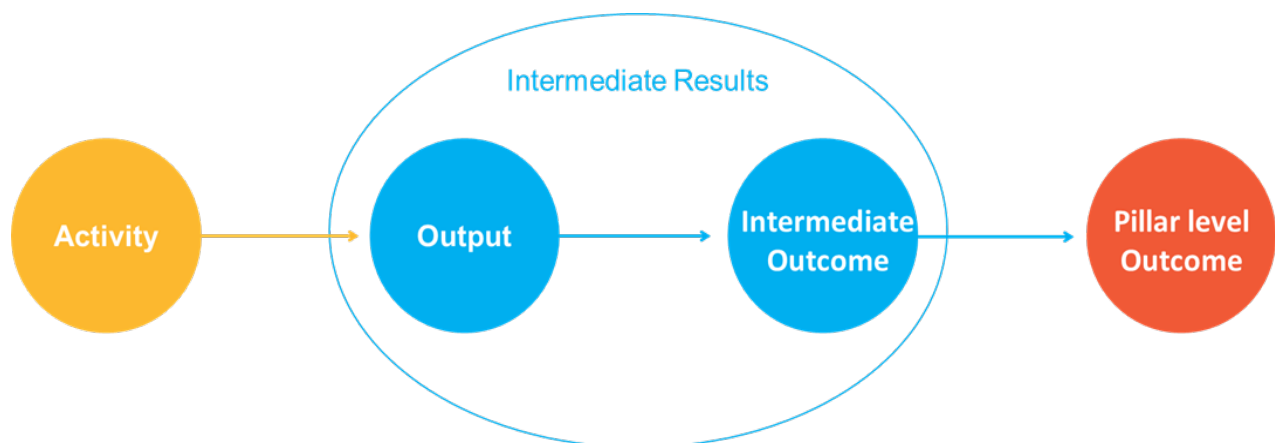 Intermediate Results
Activity
Output
Intermediate
Outcome
Pillar level
Outcome